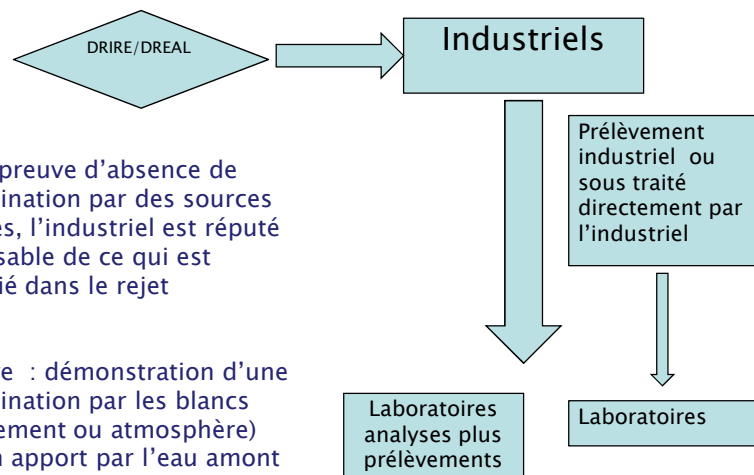 DRIRE/DREAL
Industriels
preuve d’absence de
ination par des sources
es, l’industriel est réputé
sable de ce qui est
ié dans le rejet
e : démonstration d’une
ination par les blancs
ement ou atmosphère)
n apport par l’eau amont
Prélèvement
industriel ou
sous traité
directement par
l’industriel
Laboratoires
analyses plus
prélèvements
Laboratoires